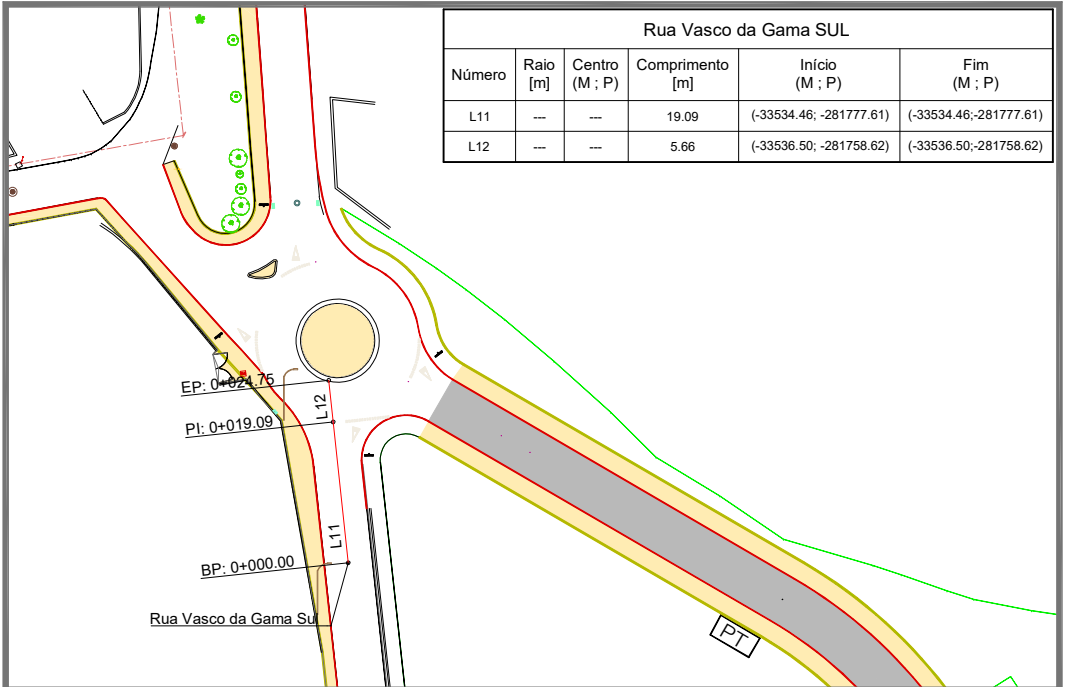 Rua Vasco da Gama SUL
Número Raio [m] Centro (M ; P) Comprimento [m] Início (M ; P) Fim (M ; P)
L11 --- --- 19.09 (-33534.46; -281777.61) (-33534.46;-281777.61)
L12 --- --- 5.66 (-33536.50; -281758.62) (-33536.50;-281758.62)
EP: 0+024.75
L12
PI: 0+019.09
L11
BP: 0+000.00
Rua Vasco da Gama Sul
PT